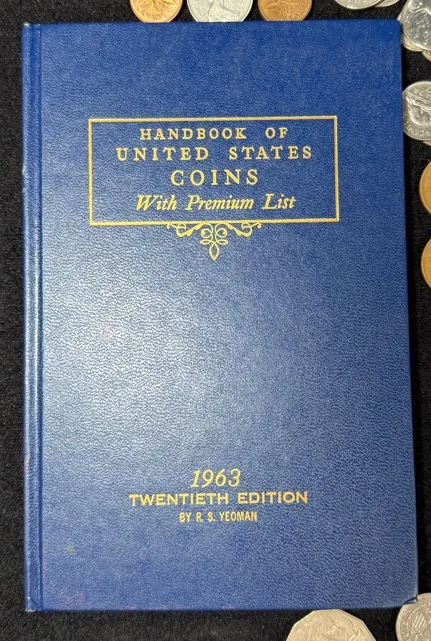 HANDBOOK OF
UNITED STATES
COINS
With Premium List
1963
TWENTIETH EDITION
BY R. S. YEOMAN